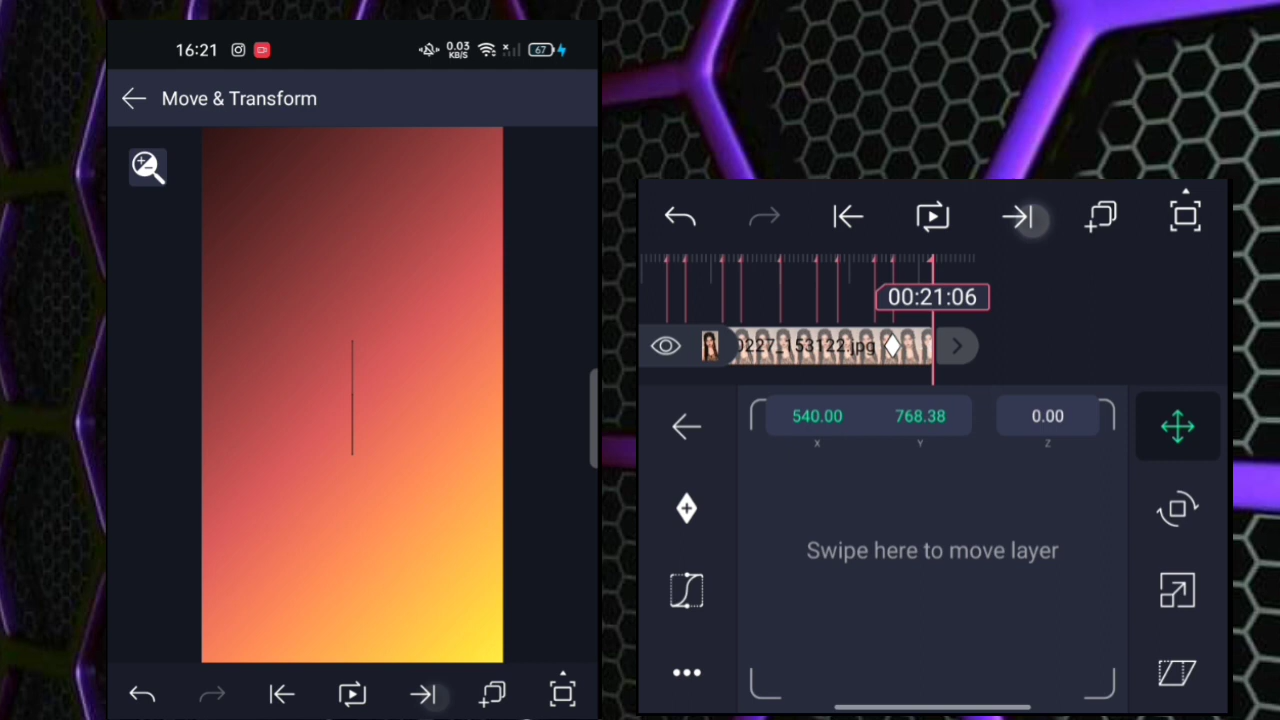 16:21
0.03
KB/S
67
Move & Transform
00:21:06
0227_153122.jpg
540.00 768.38 0.00
X Y Z
Swipe here to move layer